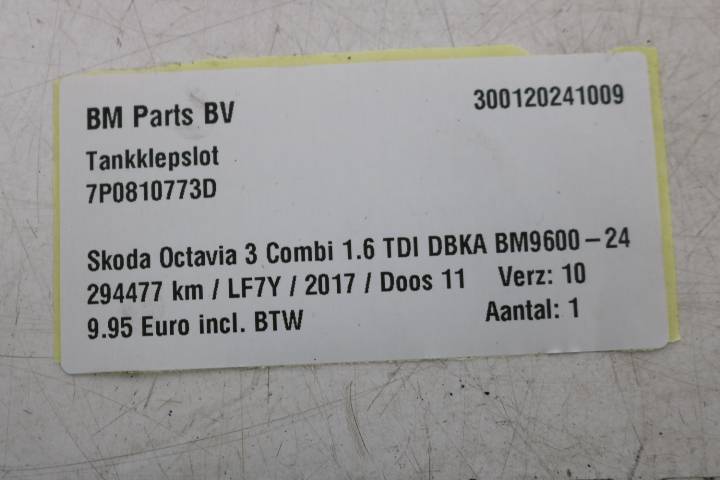 BM Parts BV 300120241009
Tankklepslot
7P0810773D
Skoda Octavia 3 Combi 1.6 TDI DBKA BM9600-24
294477 km / LF7Y / 2017 / Doos 11 Verz: 10
9.95 Euro incl. BTW Aantal: 1